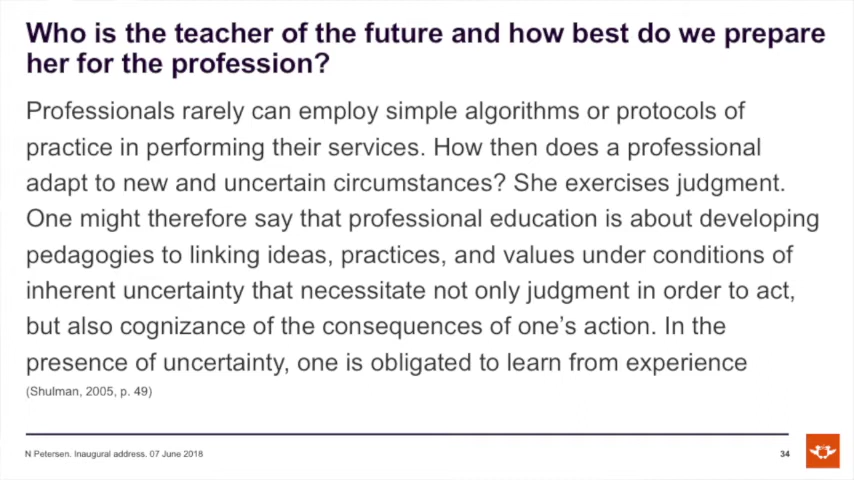 Who is the teacher of the future and how best do we prepare
her for the profession?
Professionals rarely can employ simple algorithms or protocols of
practice in performing their services. How then does a professional
adapt to new and uncertain circumstances? She exercises judgment.
One might therefore say that professional education is about developing
pedagogies to linking ideas, practices, and values under conditions of
inherent uncertainty that necessitate not only judgment in order to act,
but also cognizance of the consequences of one’s action. In the
presence of uncertainty, one is obligated to learn from experience
(Shulman, 2005, p. 49)
N Petersen. Inaugural address. 07 June 2018
34